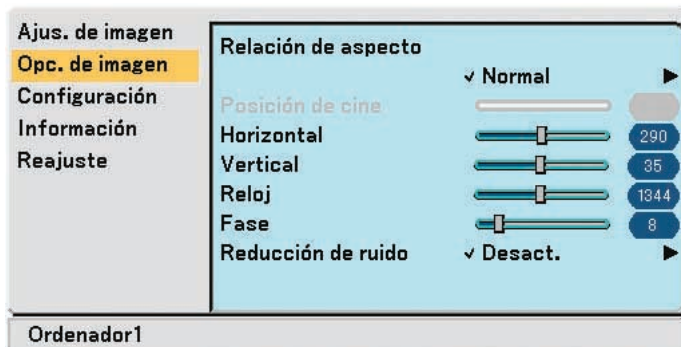 Ajus. de imagen
Opc. de imagen
Configuración
Información
Reajuste
Relación de aspecto
✓ Normal
Posición de cine
Horizontal 290
Vertical 35
Reloj 1344
Fase 8
Reducción de ruido ✓ Desact.
Ordenador1